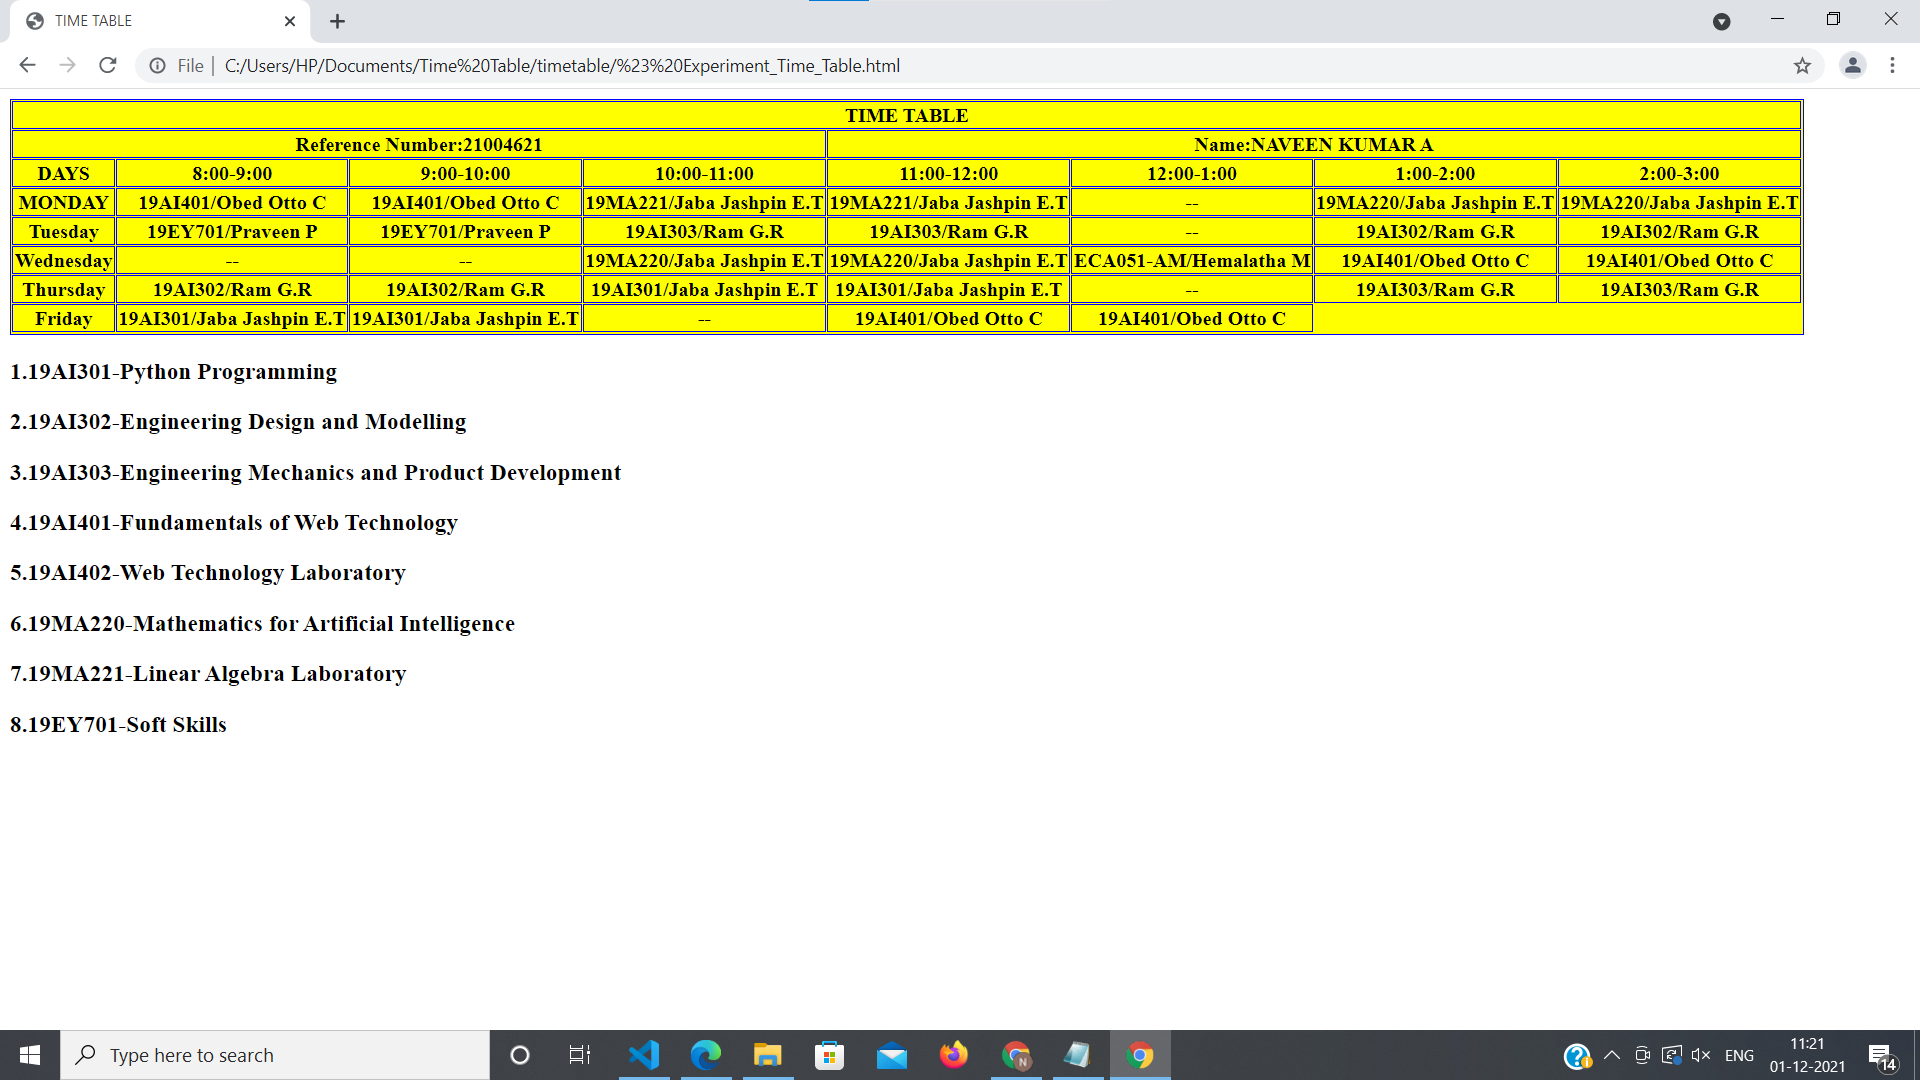 TIME TABLE
File | C:/Users/HP/Documents/Time%20Table/timetable/%23%20Experiment_Time_Table.html
TIME TABLE
Reference Number:21004621 Name:NAVEEN KUMAR A
DAYS 8:00-9:00 9:00-10:00 10:00-11:00 11:00-12:00 12:00-1:00 1:00-2:00 2:00-3:00
MONDAY 19AI401/Obed Otto C 19AI401/Obed Otto C 19MA221/Jaba Jashpin E.T 19MA221/Jaba Jashpin E.T -- 19MA220/Jaba Jashpin E.T 19MA220/Jaba Jashpin E.T
Tuesday 19EY701/Praveen P 19EY701/Praveen P 19AI303/Ram G.R 19AI303/Ram G.R -- 19AI302/Ram G.R 19AI302/Ram G.R
Wednesday -- -- 19MA220/Jaba Jashpin E.T 19MA220/Jaba Jashpin E.T ECA051-AM/Hemalatha M 19AI401/Obed Otto C 19AI401/Obed Otto C
Thursday 19AI302/Ram G.R 19AI302/Ram G.R 19AI301/Jaba Jashpin E.T 19AI301/Jaba Jashpin E.T -- 19AI303/Ram G.R 19AI303/Ram G.R
Friday 19AI301/Jaba Jashpin E.T 19AI301/Jaba Jashpin E.T -- 19AI401/Obed Otto C 19AI401/Obed Otto C
1.19AI301-Python Programming
2.19AI302-Engineering Design and Modelling
3.19AI303-Engineering Mechanics and Product Development
4.19AI401-Fundamentals of Web Technology
5.19AI402-Web Technology Laboratory
6.19MA220-Mathematics for Artificial Intelligence
7.19MA221-Linear Algebra Laboratory
8.19EY701-Soft Skills
Type here to search
N
ENG
11:21
01-12-2021
14